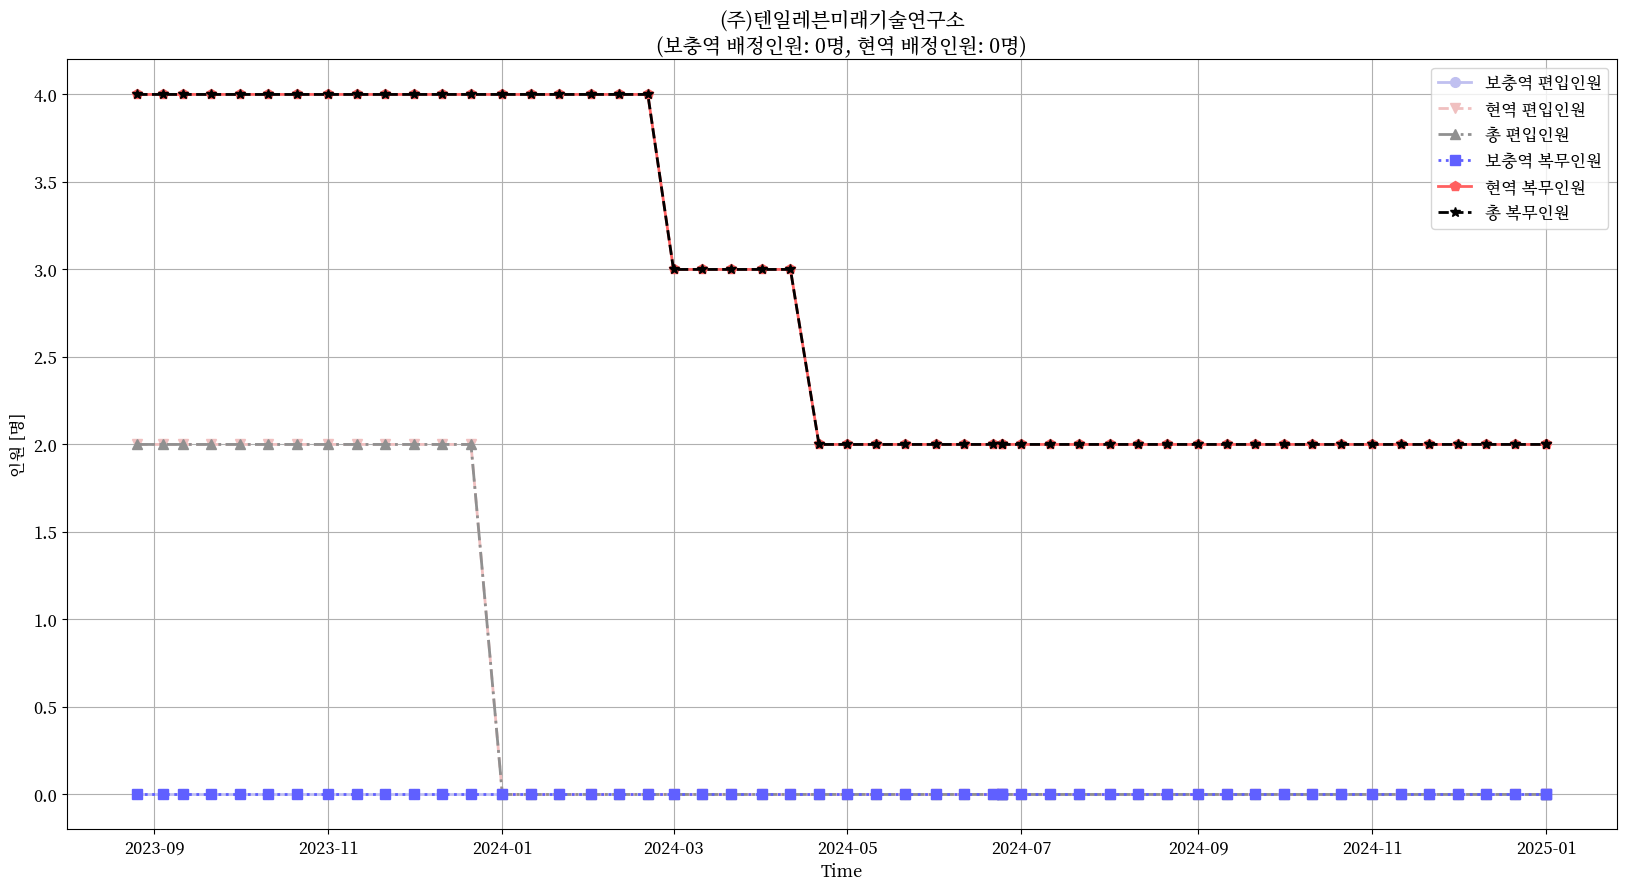 (주)텐일레븐미래기술연구소
(보충역 배정인원: 0명, 현역 배정인원: 0명)
보충역 편입인원
현역 편입인원
총 편입인원
보충역 복무인원
현역 복무인원
총 복무인원
인원 [명]
4.0
3.5
3.0
2.5
2.0
1.5
1.0
0.5
0.0
2023-09
2023-11
2024-01
2024-03
2024-05
2024-07
2024-09
2024-11
2025-01
Time